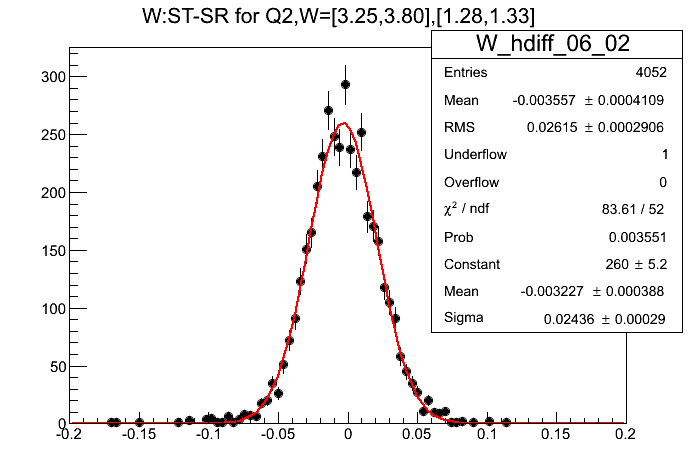 W:ST-SR for Q2,W=[3.25,3.80],[1.28,1.33]
W_hdiff_06_02
Entries 4052
Mean -0.003557 ± 0.0004109
RMS 0.02615 ± 0.0002906
Underflow 1
Overflow 0
χ² / ndf 83.61 / 52
Prob 0.003551
Constant 260 ± 5.2
Mean -0.003227 ± 0.000388
Sigma 0.02436 ± 0.00029
300
250
200
150
100
50
0
-0.2 -0.15 -0.1 -0.05 0 0.05 0.1 0.15 0.2